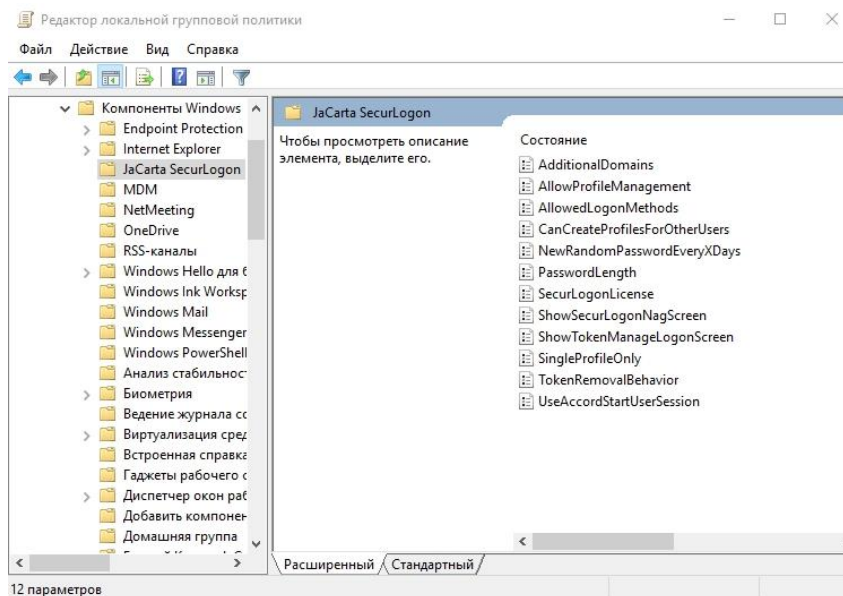 Редактор локальной групповой политики
Файл Действие Вид Справка
Компоненты Windows
Endpoint Protection
Internet Explorer
JaCarta SecurLogon
MDM
NetMeeting
OneDrive
RSS-каналы
Windows Hello для б
Windows Ink Worksp
Windows Mail
Windows Messenger
Windows PowerShell
Анализ стабильнос
Биометрия
Ведение журнала сс
Виртуализация сред
Встроенная справка
Гаджеты рабочего с
Диспетчер окон раб
Добавить компонен
Домашняя группа
JaCarta SecurLogon
Чтобы просмотреть описание
элемента, выделите его.
Состояние
AdditionalDomains
AllowProfileManagement
AllowedLogonMethods
CanCreateProfilesForOtherUsers
NewRandomPasswordEveryXDays
PasswordLength
SecurLogonLicense
ShowSecurLogonNagScreen
ShowTokenManageLogonScreen
SingleProfileOnly
TokenRemovalBehavior
UseAccordStartUserSession
Расширенный Стандартный
12 параметров